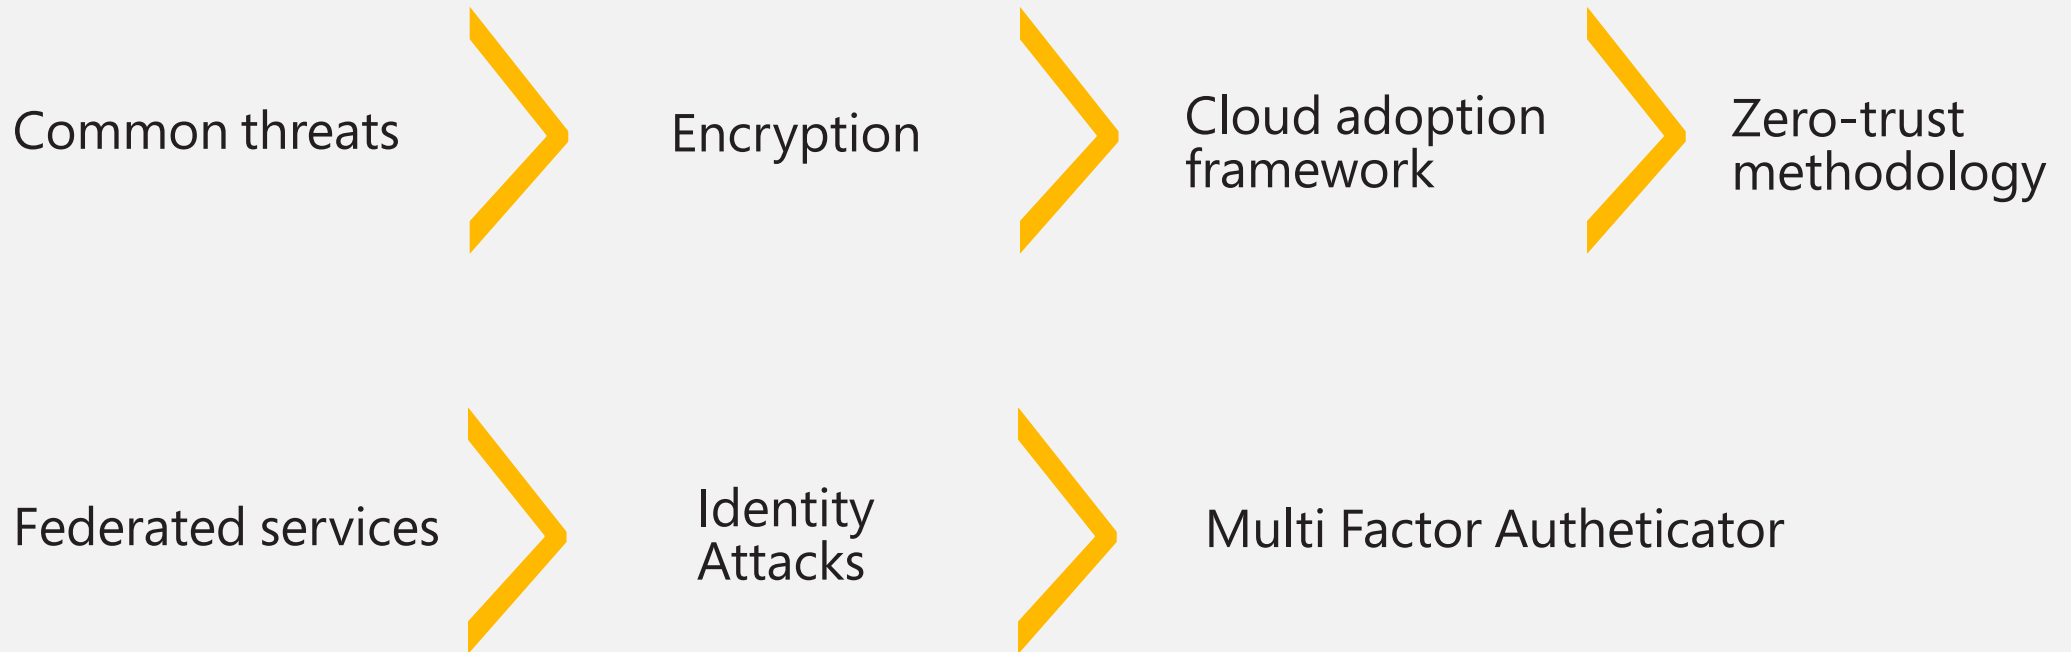 Common threats
Encryption
Cloud adoption
framework
Zero-trust
methodology
Federated services
Identity
Attacks
Multi Factor Autheticator